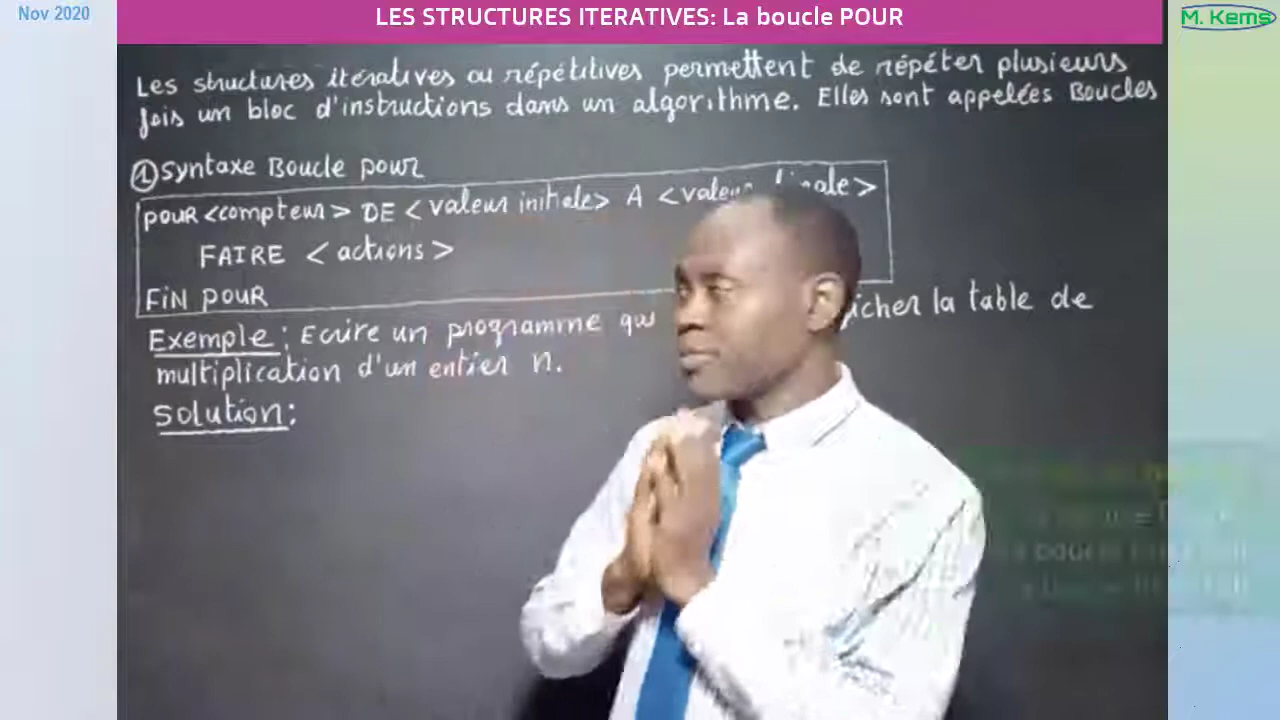 Nov 2020
LES STRUCTURES ITERATIVES: La boucle POUR
M. Kems
Les structures itératives ou répétitives permettent de répéter plusieurs
fois un bloc d'instructions dans un algorithme. Elles sont appelées Boucles
① Syntaxe Boucle pour
POUR <compteur> DE <valeur initiale> A <valeur finale>
FAIRE <actions>
FIN POUR
Exemple: Ecrire un programme la table de
multiplication d'un entier n.
Solution: